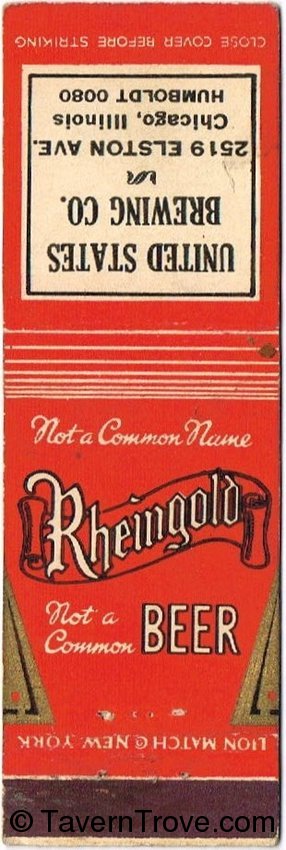 CLOSE COVER BEFORE STRIKING
UNITED STATES
BREWING CO.
2519 ELSTON AVE.
Chicago, Illinois
HUMBOLDT 0080
Not a Common Name
Rheingold
Not a
Common BEER
LION MATCH © NEW YORK
© TavernTrove.com